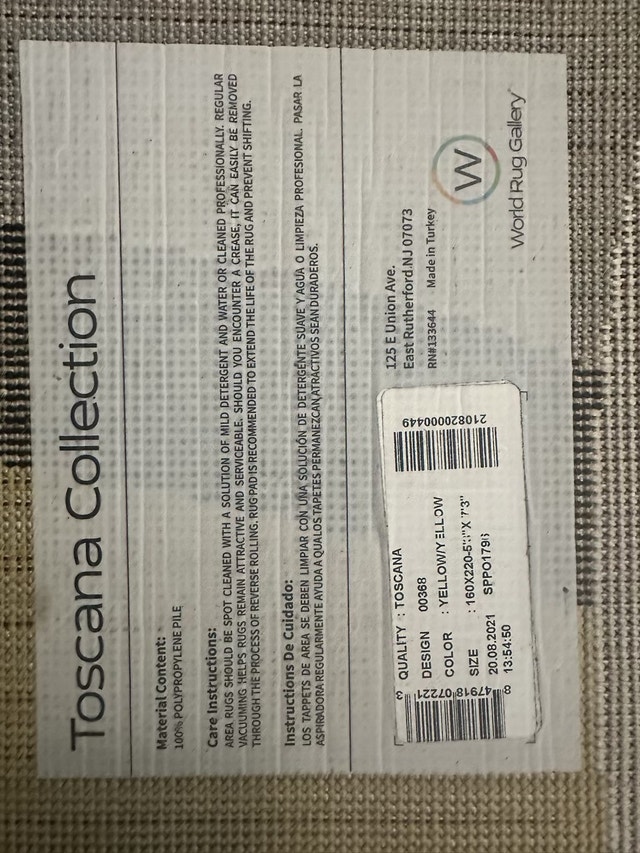 Toscana Collection
Material Content:
100% POLYPROPYLENE PILE
Care Instructions:
AREA RUGS SHOULD BE SPOT CLEANED WITH A SOLUTION OF MILD DETERGENT AND WATER OR CLEANED PROFESSIONALLY. REGULAR
VACUUMING HELPS RUGS REMAIN ATTRACTIVE AND SERVICEABLE. SHOULD YOU ENCOUNTER A CREASE, IT CAN EASILY BE REMOVED
THROUGH THE PROCESS OF REVERSE ROLLING. RUG PAD IS RECOMMENDED TO EXTEND THE LIFE OF THE RUG AND PREVENT SHIFTING.
Instructions De Cuidado:
LOS TAPPETS DE AREA SE DEBEN LIMPIAR CON UNA SOLUCIÓN DE DETERGENTE SUAVE Y AGUA O LIMPIEZA PROFESIONAL. PASAR LA
ASPIRADORA REGULARMENTE AYUDA A QUALOS TAPETES PERMANEZCAN,ATRACTIVOS SEAN DURADEROS.
125 E Union Ave.
East Rutherford.NJ 07073
RN#133644 Made in Turkey
W
World Rug Gallery
QUALITY : TOSCANA
DESIGN 00368
COLOR : YELLOW/YELLOW
SIZE : 160X220-5'3"X 7'3"
20.08.2021
13:54:50
210820000449